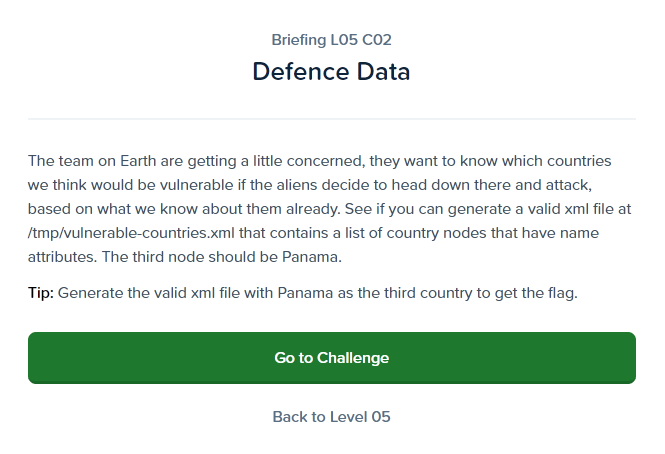 Briefing L05 C02
Defence Data
The team on Earth are getting a little concerned, they want to know which countries
we think would be vulnerable if the aliens decide to head down there and attack,
based on what we know about them already. See if you can generate a valid xml file at
/tmp/vulnerable-countries.xml that contains a list of country nodes that have name
attributes. The third node should be Panama.
Tip: Generate the valid xml file with Panama as the third country to get the flag.
Go to Challenge
Back to Level 05